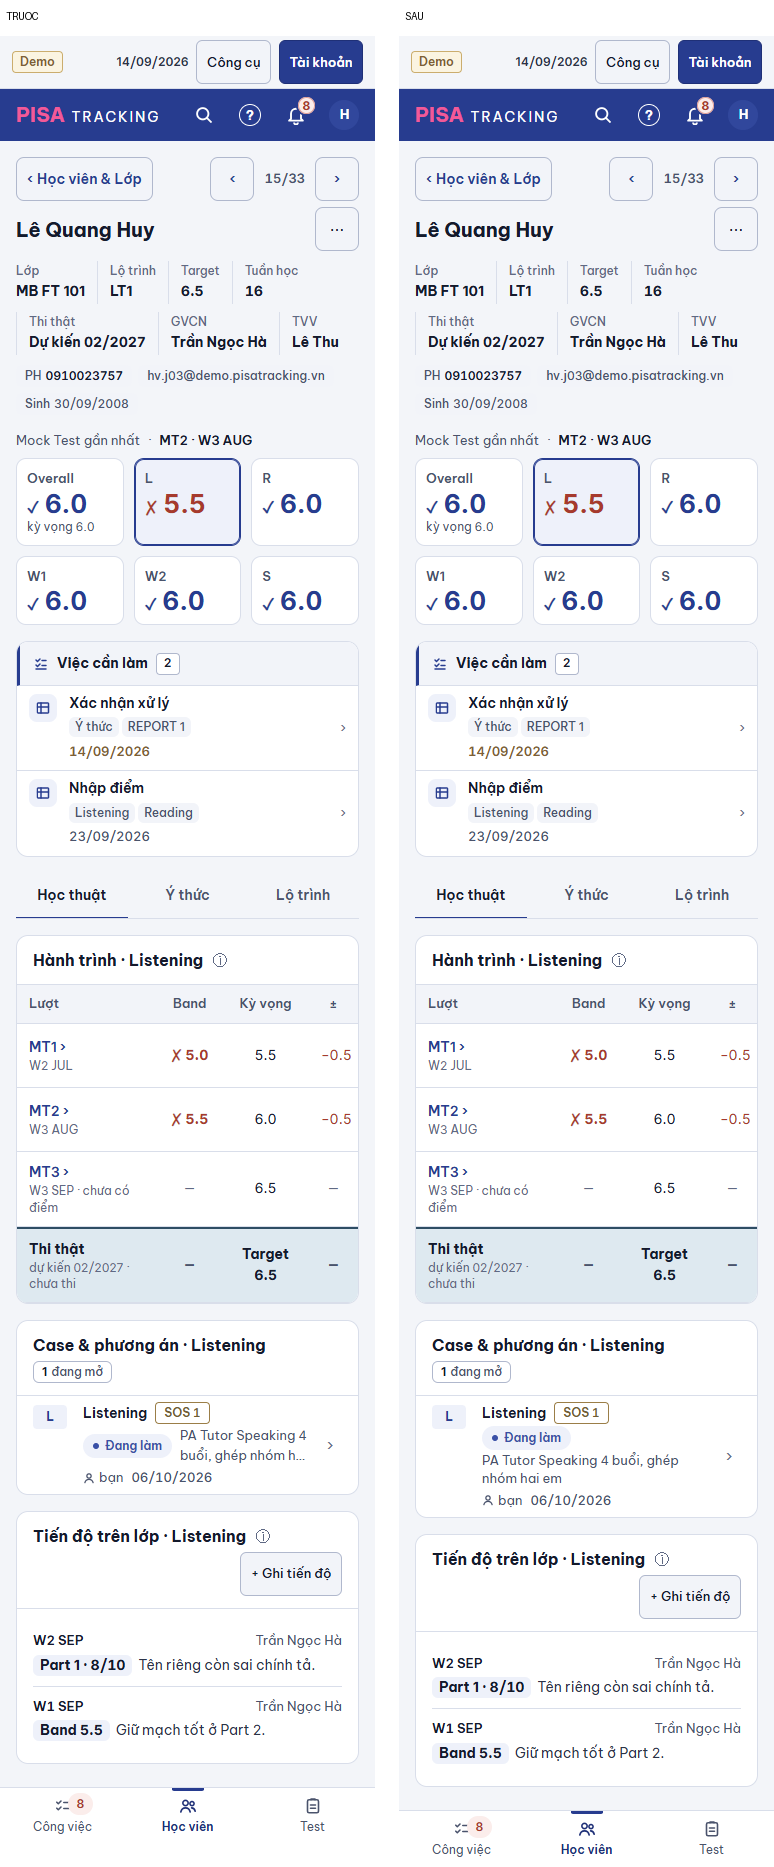 TRUOC
Demo 14/09/2026 Công cụ Tài khoản
PISA TRACKING ? 8 H
‹ Học viên & Lớp ‹ 15/33 ›
Lê Quang Huy ...
Lớp Lộ trình Target Tuần học
MB FT 101 LT1 6.5 16
Thi thật GVCN TVV
Dự kiến 02/2027 Trần Ngọc Hà Lê Thu
PH 0910023757 hv.j03@demo.pisatracking.vn
Sinh 30/09/2008
Mock Test gần nhất · MT2 · W3 AUG
Overall L R
✓ 6.0 ✗ 5.5 ✓ 6.0
kỳ vọng 6.0
W1 W2 S
✓ 6.0 ✓ 6.0 ✓ 6.0
Việc cần làm 2
Xác nhận xử lý
Ý thức REPORT 1 ›
14/09/2026
Nhập điểm
Listening Reading ›
23/09/2026
Học thuật Ý thức Lộ trình
Hành trình · Listening ⓘ
Lượt Band Kỳ vọng ±
MT1 › ✗ 5.0 5.5 -0.5
W2 JUL
MT2 › ✗ 5.5 6.0 -0.5
W3 AUG
MT3 › – 6.5 –
W3 SEP · chưa có
điểm
Thi thật – Target –
dự kiến 02/2027 · 6.5
chưa thi
Case & phương án · Listening
1 đang mở
L Listening SOS 1
Đang làm PA Tutor Speaking 4
buổi, ghép nhóm h... ›
bạn 06/10/2026
Tiến độ trên lớp · Listening ⓘ
+ Ghi tiến độ
W2 SEP Trần Ngọc Hà
Part 1 · 8/10 Tên riêng còn sai chính tả.
W1 SEP Trần Ngọc Hà
Band 5.5 Giữ mạch tốt ở Part 2.
8
Công việc Học viên Test
SAU
Demo 14/09/2026 Công cụ Tài khoản
PISA TRACKING ? 8 H
‹ Học viên & Lớp ‹ 15/33 ›
Lê Quang Huy ...
Lớp Lộ trình Target Tuần học
MB FT 101 LT1 6.5 16
Thi thật GVCN TVV
Dự kiến 02/2027 Trần Ngọc Hà Lê Thu
PH 0910023757 hv.j03@demo.pisatracking.vn
Sinh 30/09/2008
Mock Test gần nhất · MT2 · W3 AUG
Overall L R
✓ 6.0 ✗ 5.5 ✓ 6.0
kỳ vọng 6.0
W1 W2 S
✓ 6.0 ✓ 6.0 ✓ 6.0
Việc cần làm 2
Xác nhận xử lý
Ý thức REPORT 1 ›
14/09/2026
Nhập điểm
Listening Reading ›
23/09/2026
Học thuật Ý thức Lộ trình
Hành trình · Listening ⓘ
Lượt Band Kỳ vọng ±
MT1 › ✗ 5.0 5.5 -0.5
W2 JUL
MT2 › ✗ 5.5 6.0 -0.5
W3 AUG
MT3 › – 6.5 –
W3 SEP · chưa có
điểm
Thi thật – Target –
dự kiến 02/2027 · 6.5
chưa thi
Case & phương án · Listening
1 đang mở
L Listening SOS 1
Đang làm
PA Tutor Speaking 4 buổi, ghép ›
nhóm hai em
bạn 06/10/2026
Tiến độ trên lớp · Listening ⓘ
+ Ghi tiến độ
W2 SEP Trần Ngọc Hà
Part 1 · 8/10 Tên riêng còn sai chính tả.
W1 SEP Trần Ngọc Hà
Band 5.5 Giữ mạch tốt ở Part 2.
8
Công việc Học viên Test